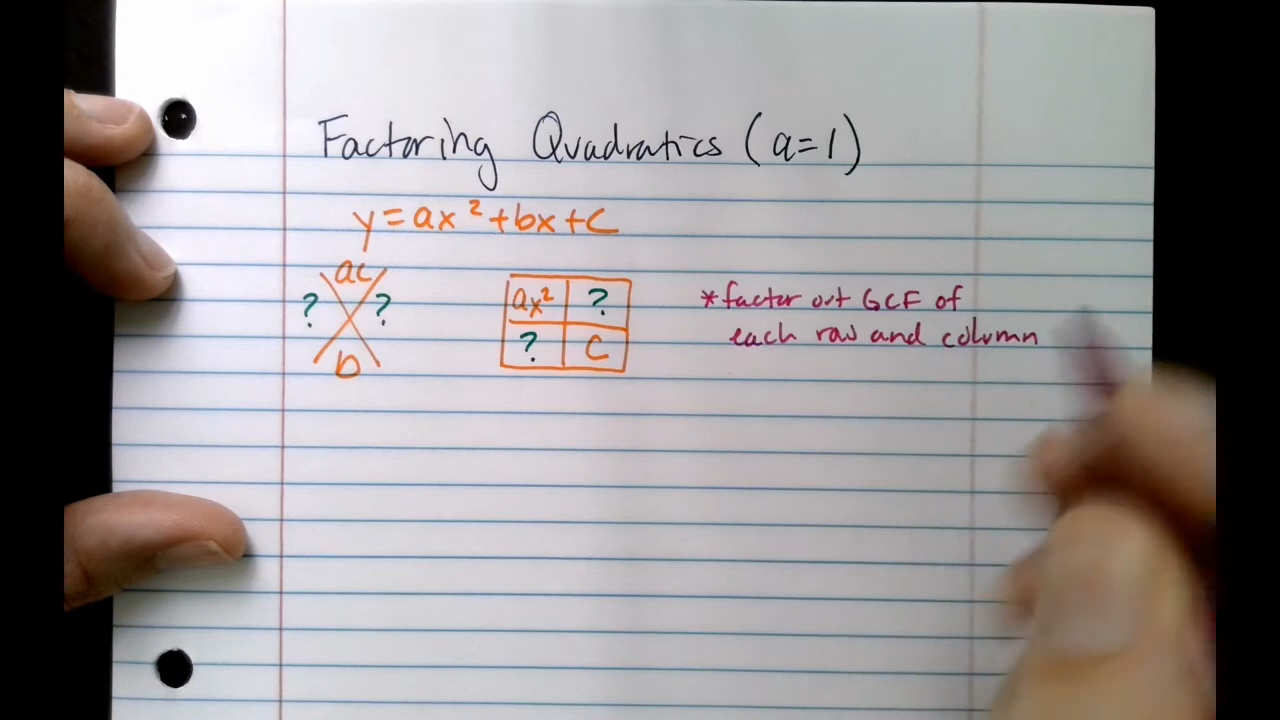 Factoring Quadratics (a=1)
y=ax²+bx+c
ac
? ?
b
ax² ?
? c
*factor out GCF of
each row and column